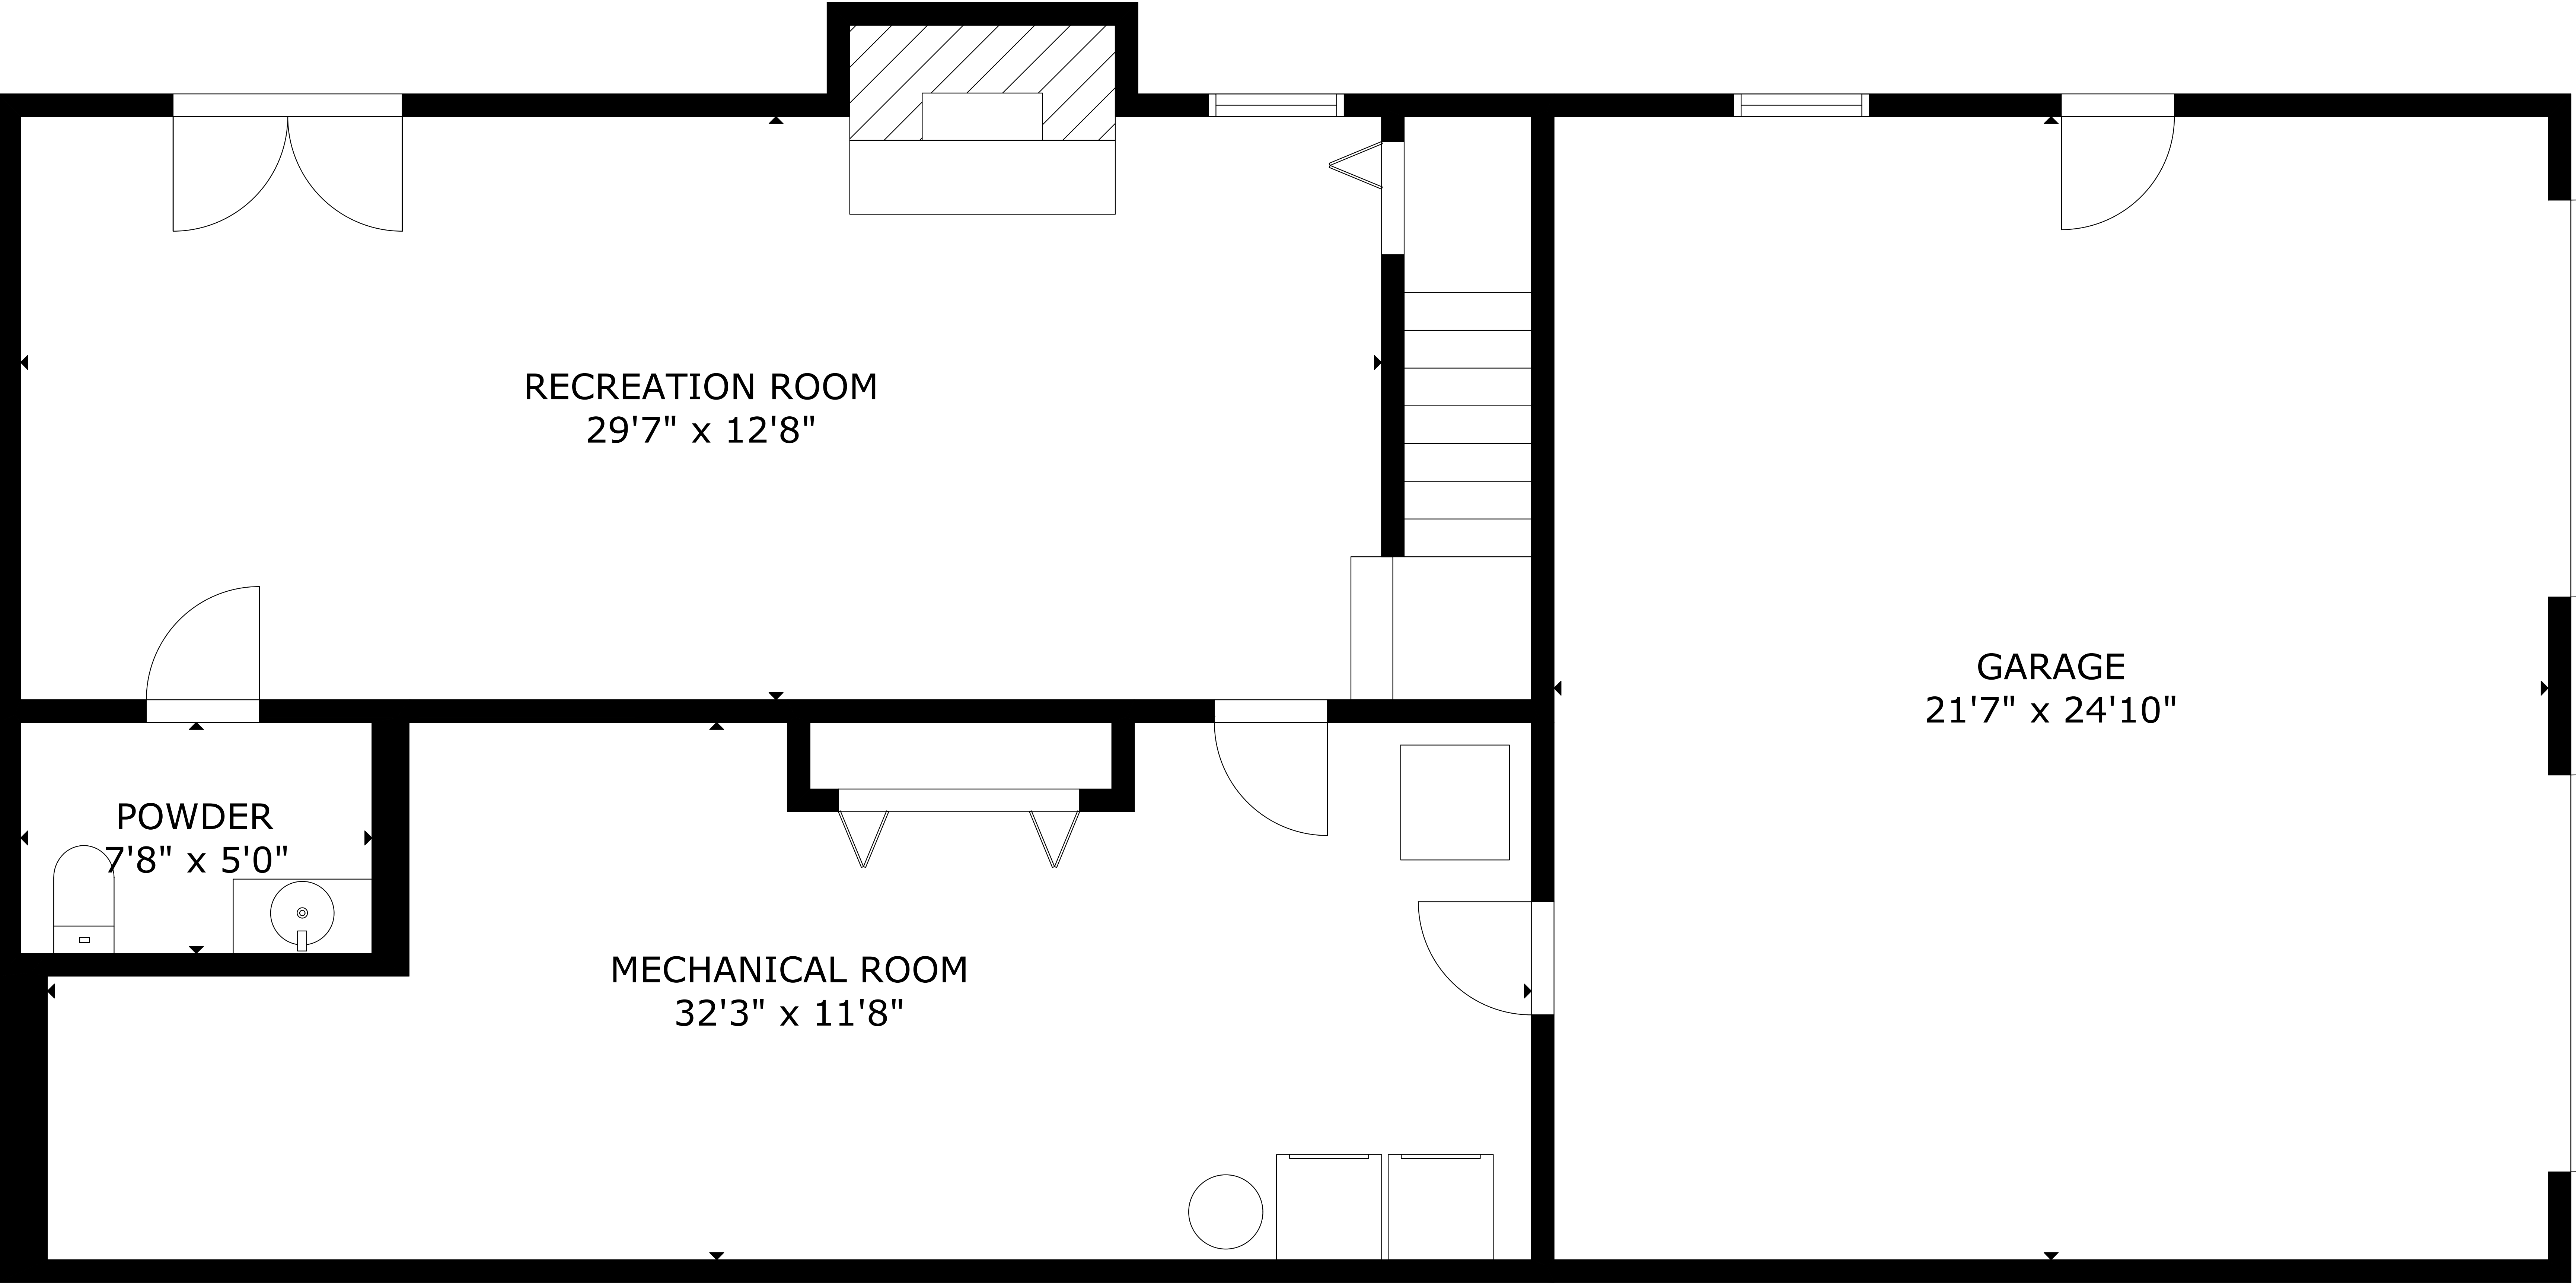 RECREATION ROOM
29'7" x 12'8"
GARAGE
21'7" x 24'10"
POWDER
7'8" x 5'0"
MECHANICAL ROOM
32'3" x 11'8"